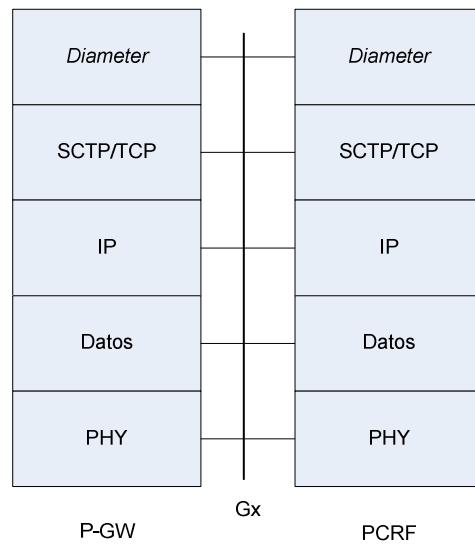 Diameter
Diameter
SCTP/TCP
SCTP/TCP
IP
IP
Datos
Datos
PHY
PHY
Gx
P-GW
PCRF